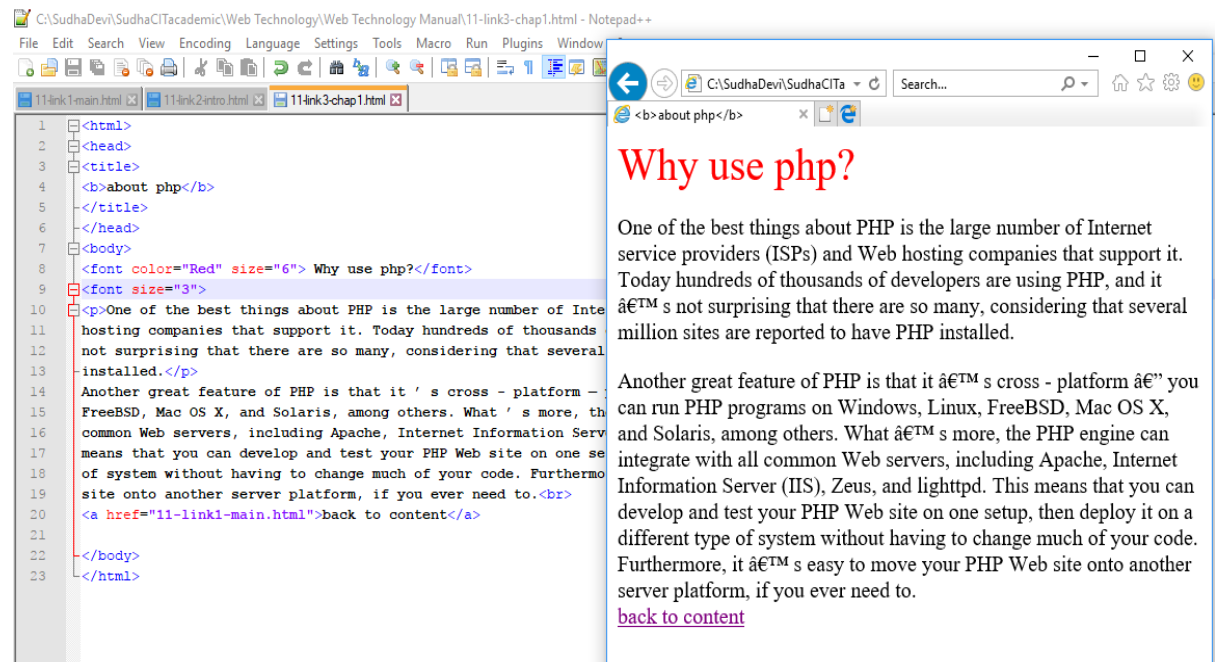 C:\SudhaDevi\SudhaCITacademic\Web Technology\Web Technology Manual\11-link3-chap1.html - Notepad++
File Edit Search View Encoding Language Settings Tools Macro Run Plugins Window
11-link1-main.html 11-link2-intro.html 11-link3-chap1.html
1 <html>
2 <head>
3 <title>
4 <b>about php</b>
5 </title>
6 </head>
7 <body>
8 <font color="Red" size="6"> Why use php?</font>
9 <font size="3">
10 <p>One of the best things about PHP is the large number of Inte
11 hosting companies that support it. Today hundreds of thousands
12 not surprising that there are so many, considering that several
13 installed.</p>
14 Another great feature of PHP is that it ’ s cross - platform —
15 FreeBSD, Mac OS X, and Solaris, among others. What ’ s more, th
16 common Web servers, including Apache, Internet Information Serv
17 means that you can develop and test your PHP Web site on one se
18 of system without having to change much of your code. Furthermo
19 site onto another server platform, if you ever need to.<br>
20 <a href="11-link1-main.html">back to content</a>
21
22 </body>
23 </html>
C:\SudhaDevi\SudhaCITa Search...
<b>about php</b>
Why use php?
One of the best things about PHP is the large number of Internet
service providers (ISPs) and Web hosting companies that support it.
Today hundreds of thousands of developers are using PHP, and it
â€™ s not surprising that there are so many, considering that several
million sites are reported to have PHP installed.
Another great feature of PHP is that it â€™ s cross - platform â€” you
can run PHP programs on Windows, Linux, FreeBSD, Mac OS X,
and Solaris, among others. What â€™ s more, the PHP engine can
integrate with all common Web servers, including Apache, Internet
Information Server (IIS), Zeus, and lighttpd. This means that you can
develop and test your PHP Web site on one setup, then deploy it on a
different type of system without having to change much of your code.
Furthermore, it â€™ s easy to move your PHP Web site onto another
server platform, if you ever need to.
back to content